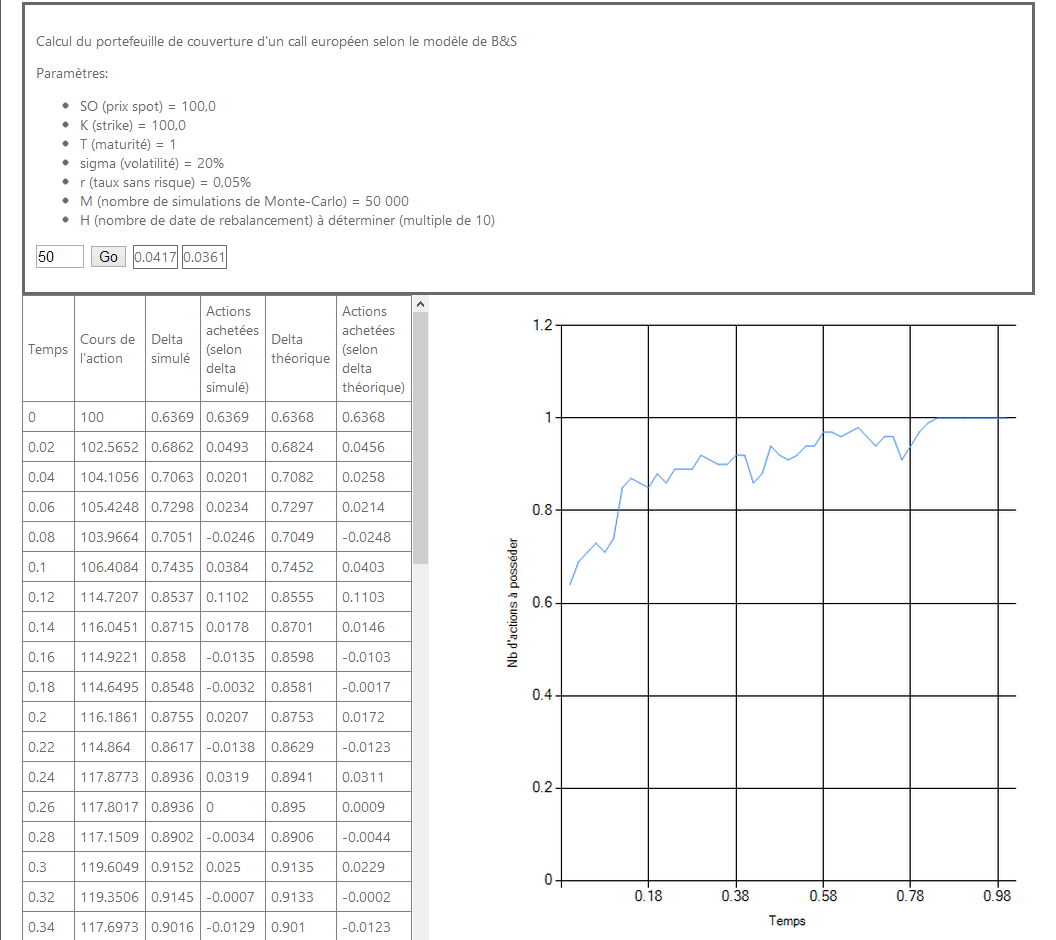 Calcul du portefeuille de couverture d'un call européen selon le modèle de B&S
Paramètres:
SO (prix spot) = 100,0
K (strike) = 100,0
T (maturité) = 1
sigma (volatilité) = 20%
r (taux sans risque) = 0,05%
M (nombre de simulations de Monte-Carlo) = 50 000
H (nombre de date de rebalancement) à déterminer (multiple de 10)
50 Go 0.0417 0.0361
Temps Cours de l'action Delta simulé Actions achetées (selon delta simulé) Delta théorique Actions achetées (selon delta théorique)
0 100 0.6369 0.6369 0.6368 0.6368
0.02 102.5652 0.6862 0.0493 0.6824 0.0456
0.04 104.1056 0.7063 0.0201 0.7082 0.0258
0.06 105.4248 0.7298 0.0234 0.7297 0.0214
0.08 103.9664 0.7051 -0.0246 0.7049 -0.0248
0.1 106.4084 0.7435 0.0384 0.7452 0.0403
0.12 114.7207 0.8537 0.1102 0.8555 0.1103
0.14 116.0451 0.8715 0.0178 0.8701 0.0146
0.16 114.9221 0.858 -0.0135 0.8598 -0.0103
0.18 114.6495 0.8548 -0.0032 0.8581 -0.0017
0.2 116.1861 0.8755 0.0207 0.8753 0.0172
0.22 114.864 0.8617 -0.0138 0.8629 -0.0123
0.24 117.8773 0.8936 0.0319 0.8941 0.0311
0.26 117.8017 0.8936 0 0.895 0.0009
0.28 117.1509 0.8902 -0.0034 0.8906 -0.0044
0.3 119.6049 0.9152 0.025 0.9135 0.0229
0.32 119.3506 0.9145 -0.0007 0.9133 -0.0002
0.34 117.6973 0.9016 -0.0129 0.901 -0.0123
Nb d'actions à posséder
1.2
1
0.8
0.6
0.4
0.2
0
0.18 0.38 0.58 0.78 0.98
Temps